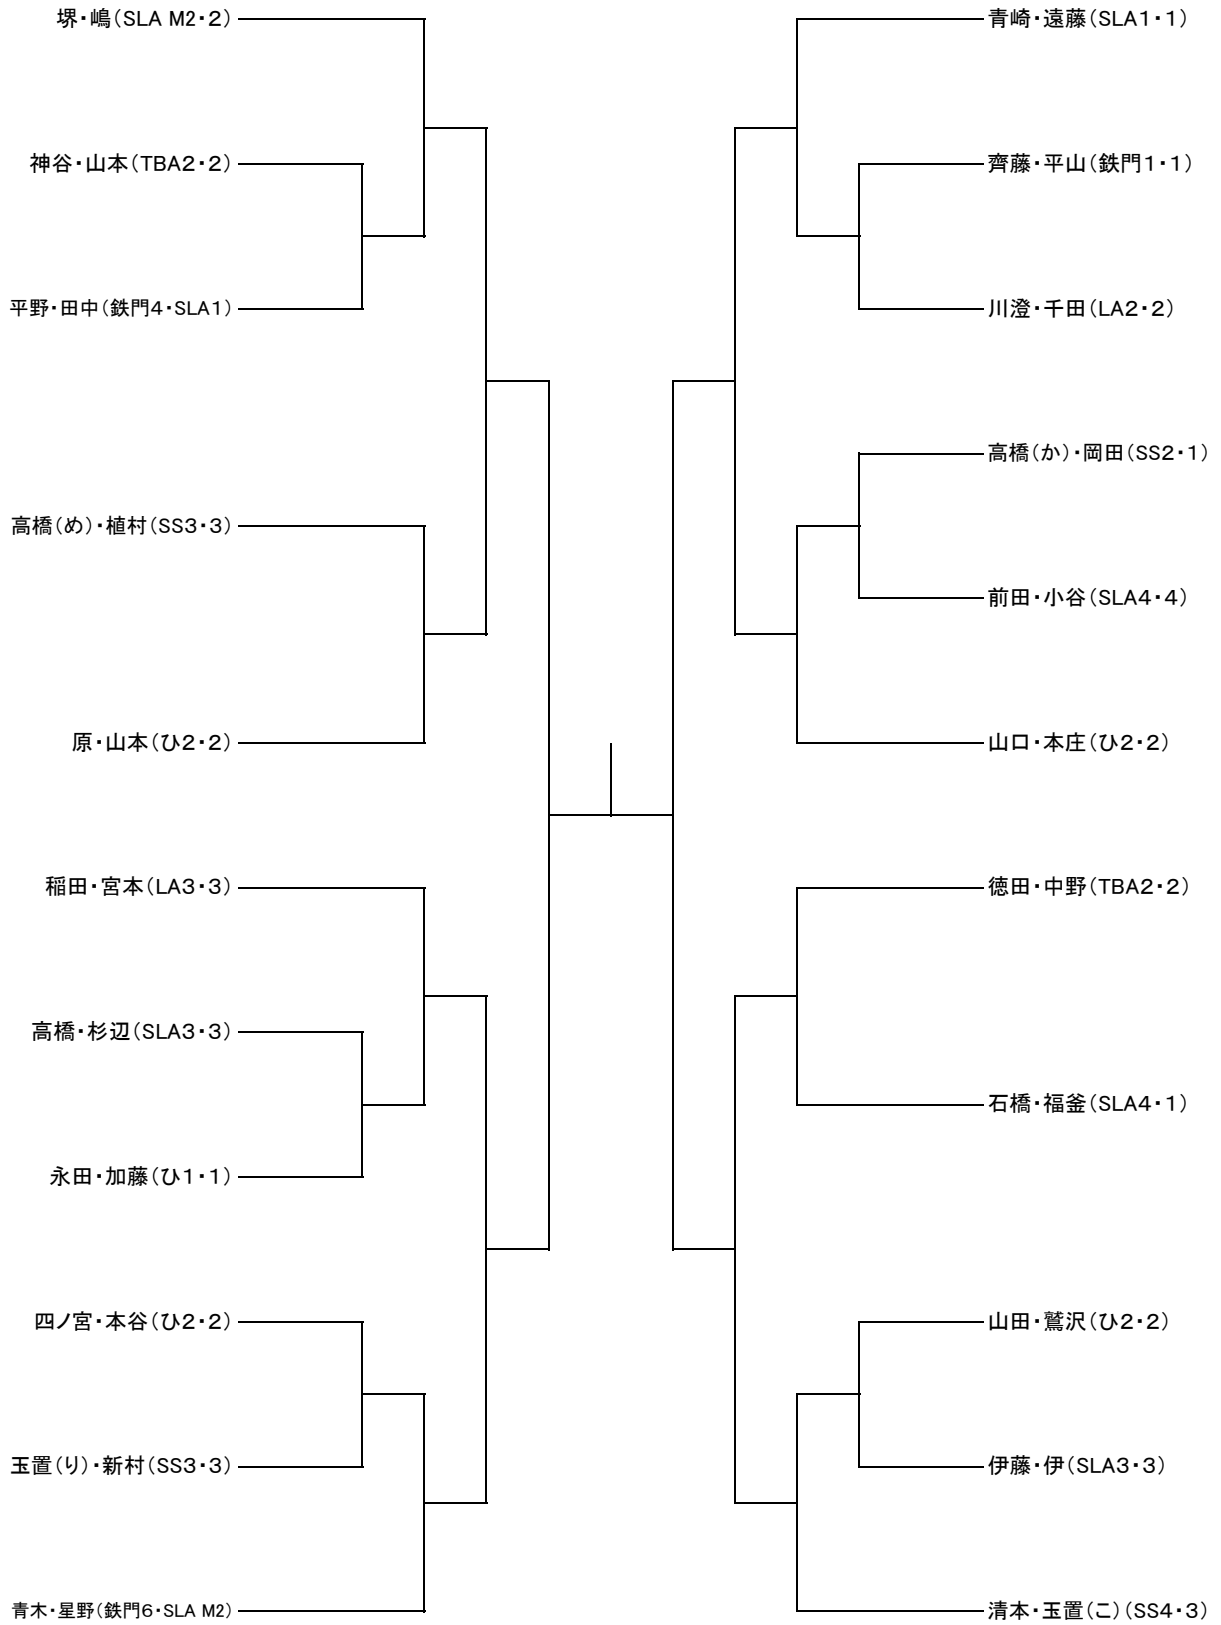 堺・嶋(SLA M2・2)
神谷・山本(TBA2・2)
平野・田中(鉄門4・SLA1)
高橋(め)・植村(SS3・3)
原・山本(ひ2・2)
稲田・宮本(LA3・3)
高橋・杉辺(SLA3・3)
永田・加藤(ひ1・1)
四ノ宮・本谷(ひ2・2)
玉置(り)・新村(SS3・3)
青木・星野(鉄門6・SLA M2)
青崎・遠藤(SLA1・1)
齊藤・平山(鉄門1・1)
川澄・千田(LA2・2)
高橋(か)・岡田(SS2・1)
前田・小谷(SLA4・4)
山口・本庄(ひ2・2)
徳田・中野(TBA2・2)
石橋・福釜(SLA4・1)
山田・鷲沢(ひ2・2)
伊藤・伊(SLA3・3)
清本・玉置(こ)(SS4・3)